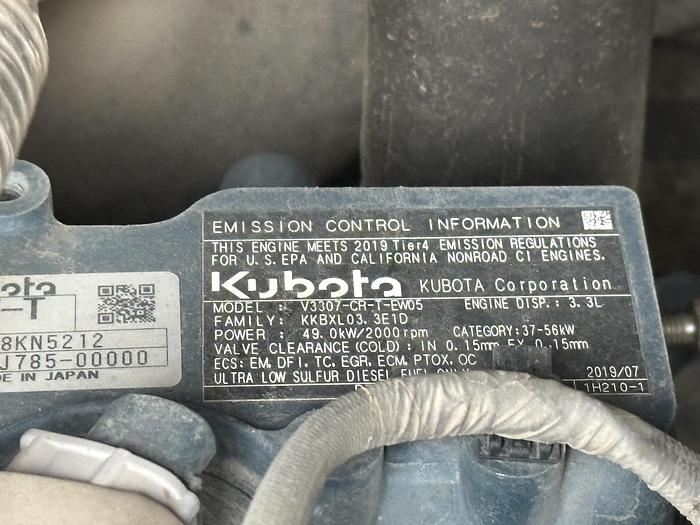 EMISSION CONTROL INFORMATION
THIS ENGINE MEETS 2019 Tier4 EMISSION REGULATIONS
FOR U.S. EPA AND CALIFORNIA NONROAD CI ENGINES.
Kubota KUBOTA Corporation
MODEL : V3307-CR-T-EW05 ENGINE DISP.: 3.3L
FAMILY: KKBXL03.3E1D
POWER : 49.0kW/2000rpm CATEGORY:37-56kW
VALVE CLEARANCE(COLD): IN 0.15mm EX 0.15mm
ECS: EM, DFI, TC, EGR, ECM, PTOX, OC
ULTRA LOW SULFUR DIESEL FUEL ONLY 2019/07
1H210-1
-T
8KN5212
J785-00000
IN JAPAN